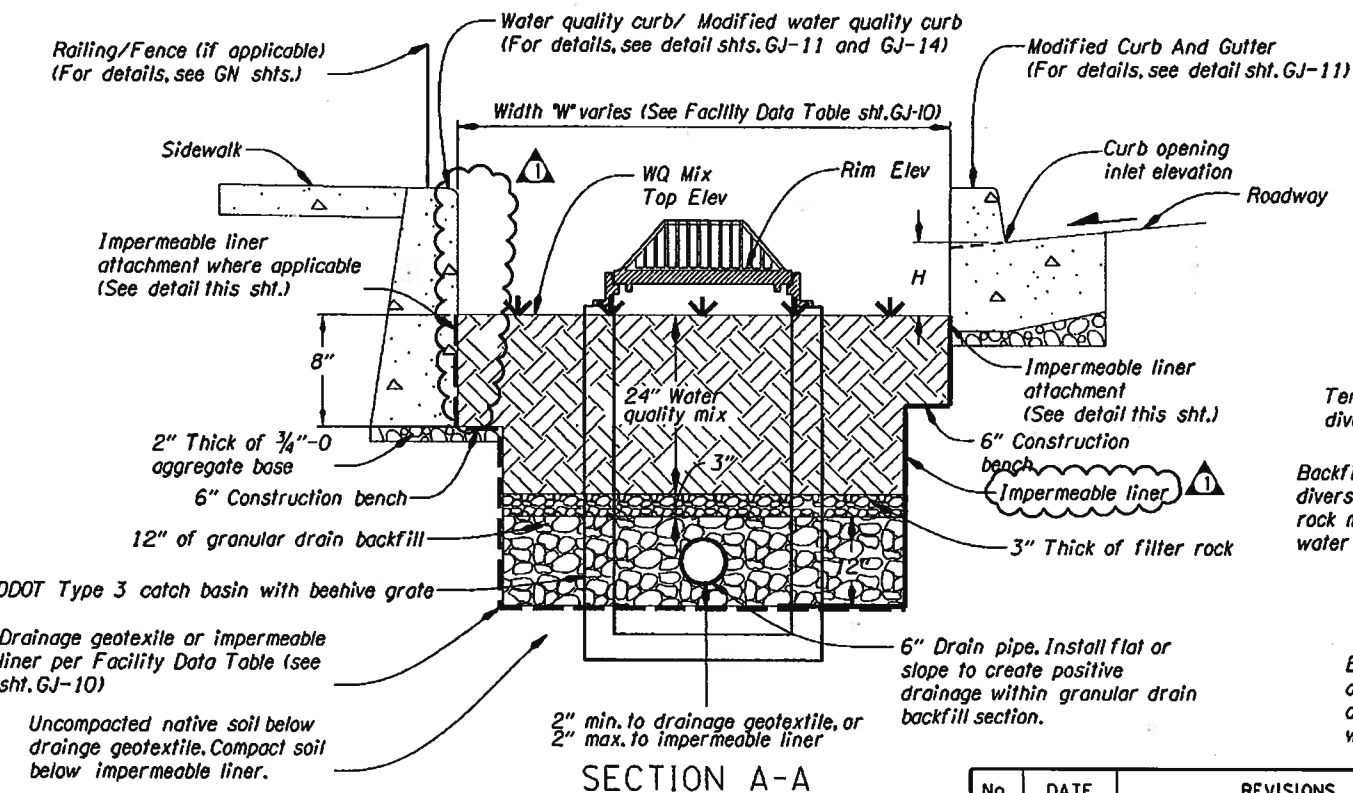 Water quality curb/ Modified water quality curb
(For details, see detail shts. GJ-11 and GJ-14)
Railing/Fence (if applicable)
(For details, see GN shts.)
Modified Curb And Gutter
(For details, see detail sht. GJ-11)
Width "W" varies (See Facility Data Table sht. GJ-10)
Sidewalk
1
WQ Mix
Top Elev
Rim Elev
Curb opening
inlet elevation
Roadway
Impermeable liner
attachment where applicable
(See detail this sht.)
H
8"
24" Water
quality mix
Impermeable liner
attachment
(See detail this sht.)
2" Thick of 3/4"-0
aggregate base
3"
6" Construction
bench
6" Construction bench
Impermeable liner
1
12" of granular drain backfill
3" Thick of filter rock
12"
ODOT Type 3 catch basin with beehive grate
Drainage geotexile or impermeable
liner per Facility Data Table (see
sht. GJ-10)
6" Drain pipe. Install flat or
slope to create positive
drainage within granular drain
backfill section.
Uncompacted native soil below
drainge geotextile. Compact soil
below impermeable liner.
2" min. to drainage geotextile, or
2" max. to impermeable liner
SECTION A-A
Backfi
divers
water
No. DATE REVISIONS